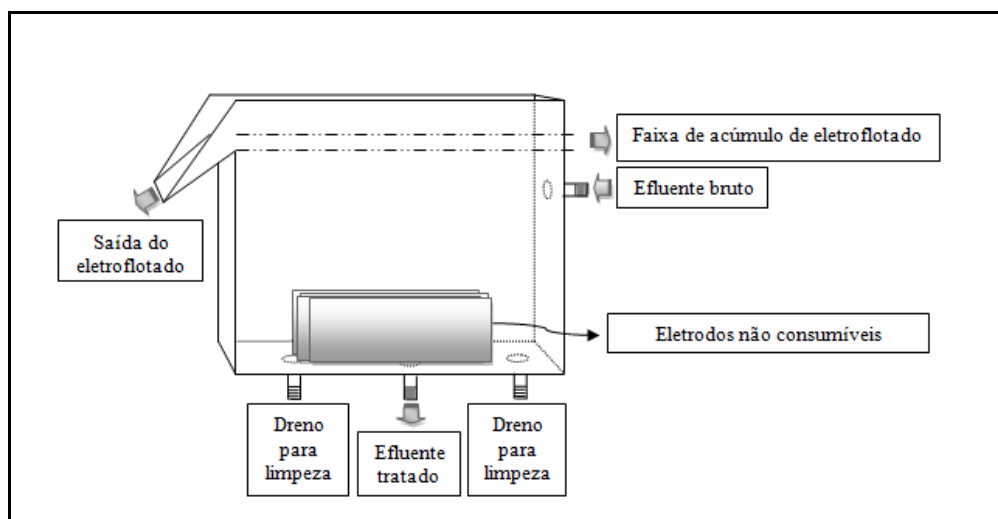 Faixa de acúmulo de eletroflotado
Efluente bruto
Saída do
eletroflotado
Eletrodos não consumíveis
Dreno
para
limpeza
Efluente
tratado
Dreno
para
limpeza